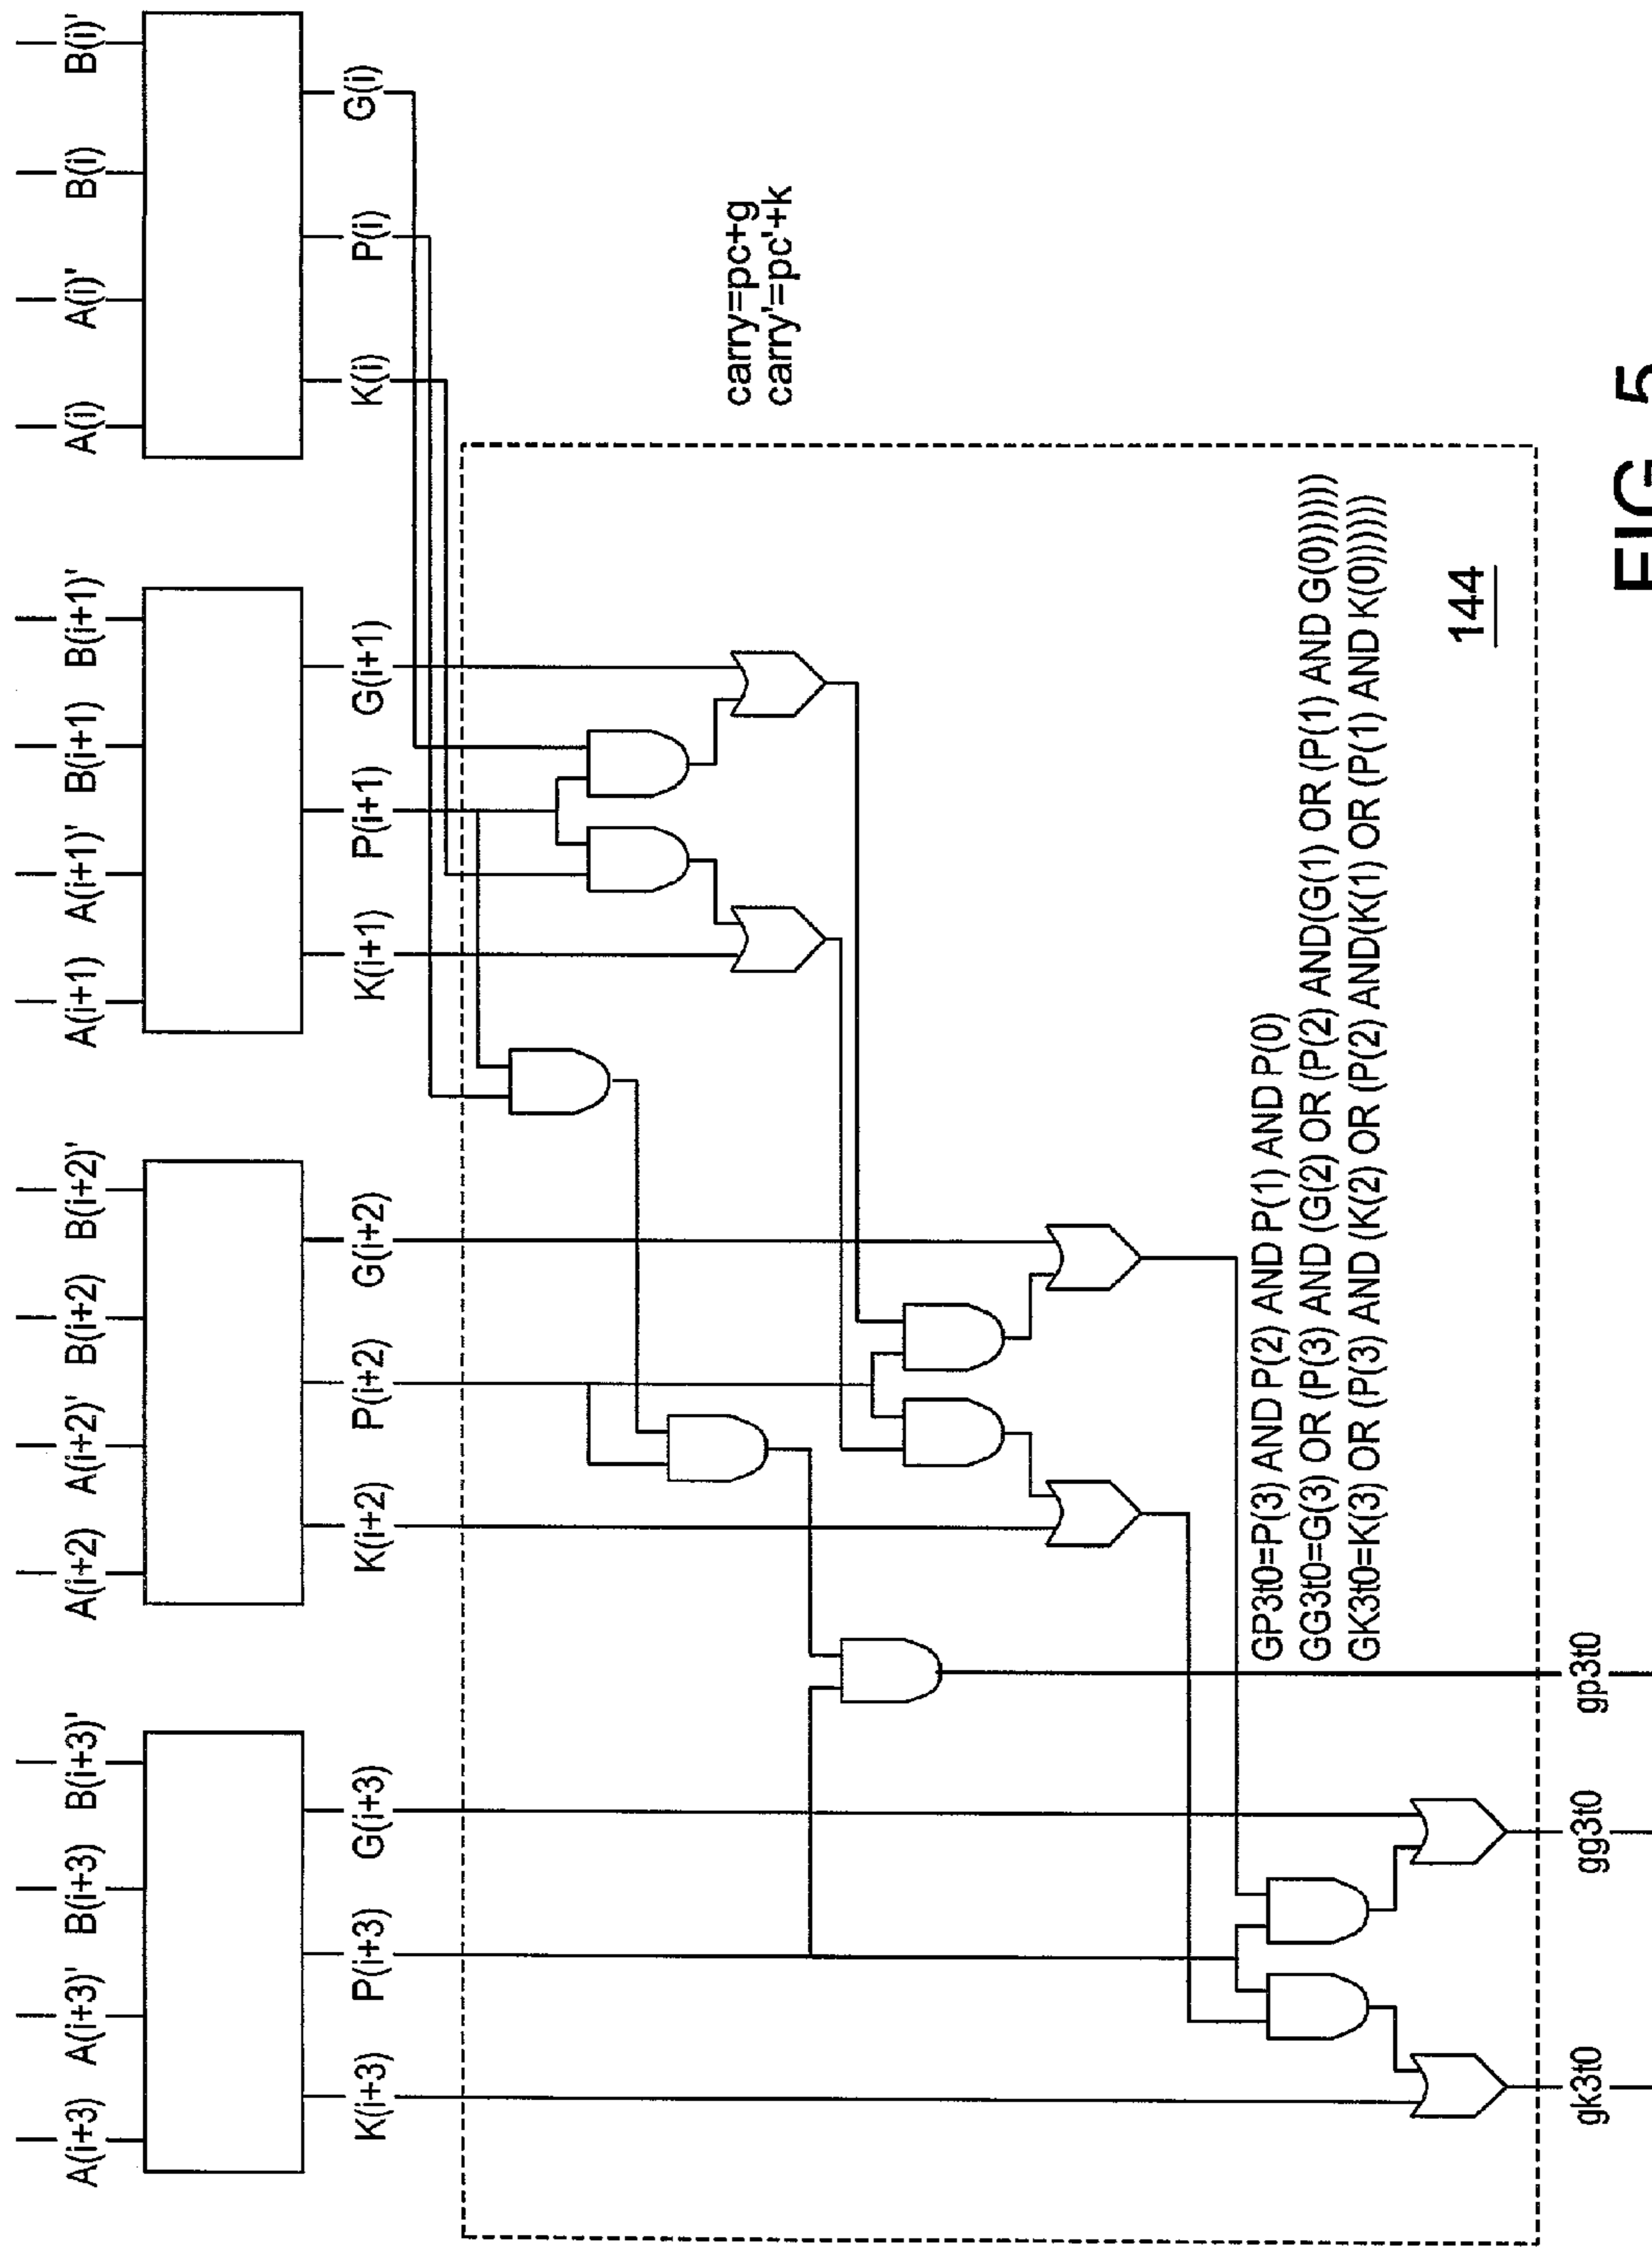 A(i+3) A(i+3)' B(i+3) B(i+3)' A(i+2) A(i+2)' B(i+2) B(i+2)' A(i+1) A(i+1)' B(i+1) B(i+1)' A(i) A(i)' B(i) B(i)'
K(i+3) P(i+3) G(i+3) K(i+2) P(i+2) G(i+2) K(i+1) P(i+1) G(i+1) K(i) P(i) G(i)
carry=pc+g
carry'=pc'+k
GP3t0=P(3) AND P(2) AND P(1) AND P(0)
GG3t0=G(3) OR (P(3) AND (G(2) OR (P(2) AND(G(1) OR (P(1) AND G(0))))))
GK3t0=K(3) OR (P(3) AND (K(2) OR (P(2) AND(K(1) OR (P(1) AND K(0))))))
144
gk3t0 gg3t0 gp3t0
FIG. 5